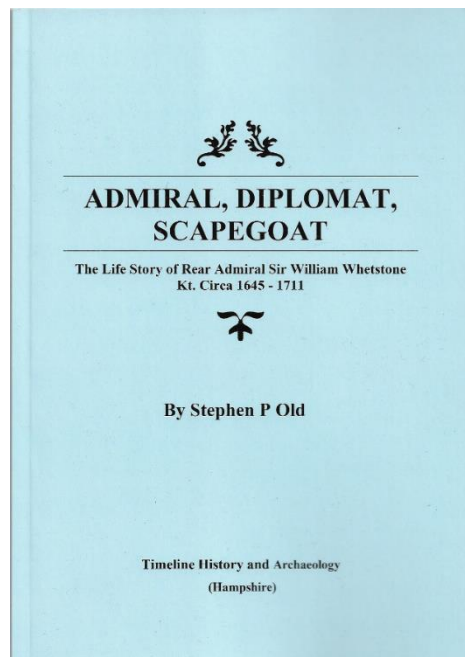 ADMIRAL, DIPLOMAT,
SCAPEGOAT
The Life Story of Rear Admiral Sir William Whetstone
Kt. Circa 1645 - 1711
By Stephen P Old
Timeline History and Archaeology
(Hampshire)